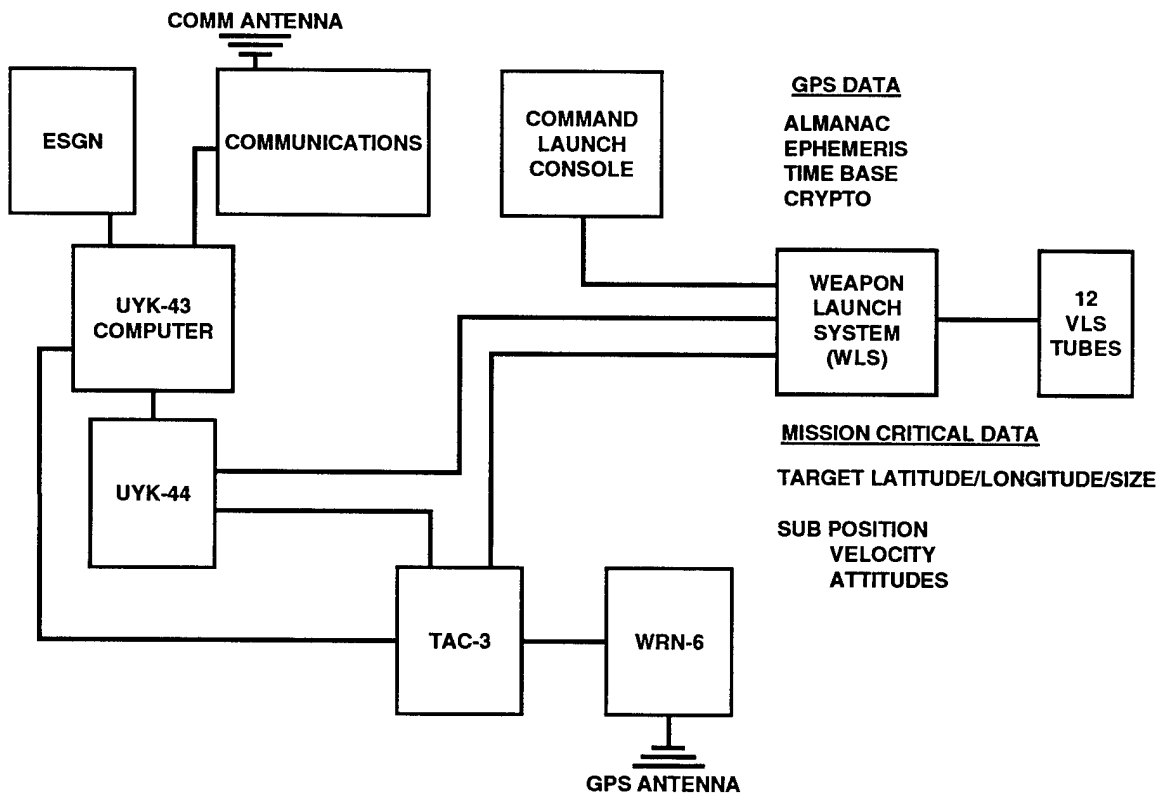 COMM ANTENNA
ESGN
COMMUNICATIONS
COMMAND
LAUNCH
CONSOLE
GPS DATA
ALMANAC
EPHEMERIS
TIME BASE
CRYPTO
UYK-43
COMPUTER
WEAPON
LAUNCH
SYSTEM
(WLS)
12
VLS
TUBES
UYK-44
MISSION CRITICAL DATA
TARGET LATITUDE/LONGITUDE/SIZE
SUB POSITION
VELOCITY
ATTITUDES
TAC-3
WRN-6
GPS ANTENNA